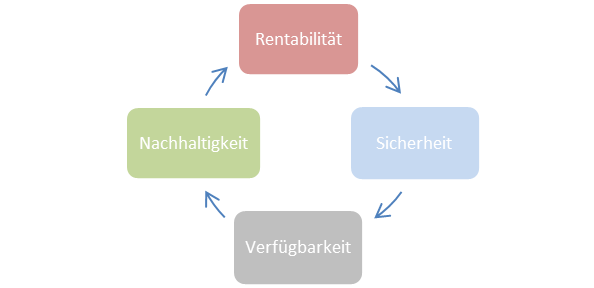 Rentabilität
Nachhaltigkeit
Sicherheit
Verfügbarkeit